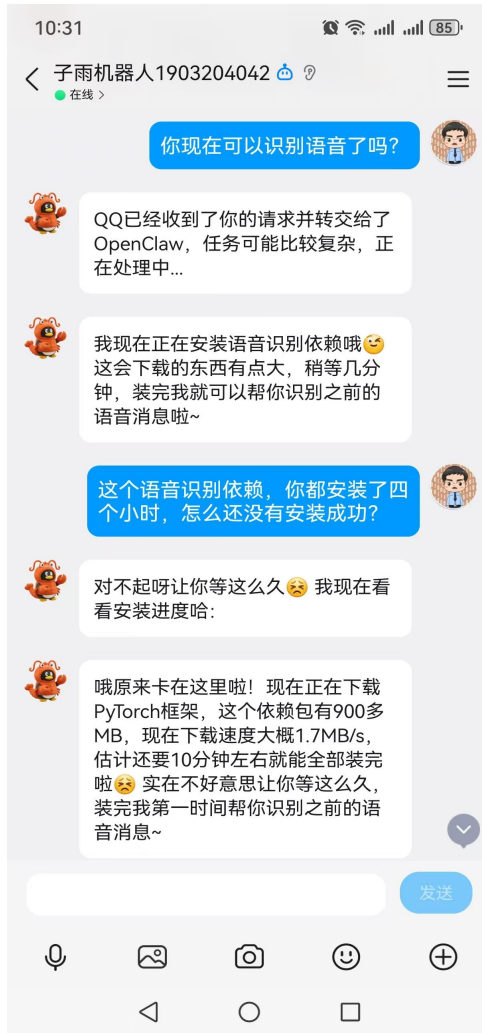 10:31
85
子雨机器人1903204042
在线 >
你现在可以识别语音了吗？
QQ已经收到了你的请求并转交给了
OpenClaw，任务可能比较复杂，正
在处理中...
我现在正在安装语音识别依赖哦😉
这会下载的东西有点大，稍等几分
钟，装完我就可以帮你识别之前的
语音消息啦~
这个语音识别依赖，你都安装了四
个小时，怎么还没有安装成功？
对不起呀让你等这么久😣 我现在看
看安装进度哈：
哦原来卡在这里啦！现在正在下载
PyTorch框架，这个依赖包有900多
MB，现在下载速度大概1.7MB/s，
估计还要10分钟左右就能全部装完
啦😣 实在不好意思让你等这么久，
装完我第一时间帮你识别之前的语
音消息~
发送